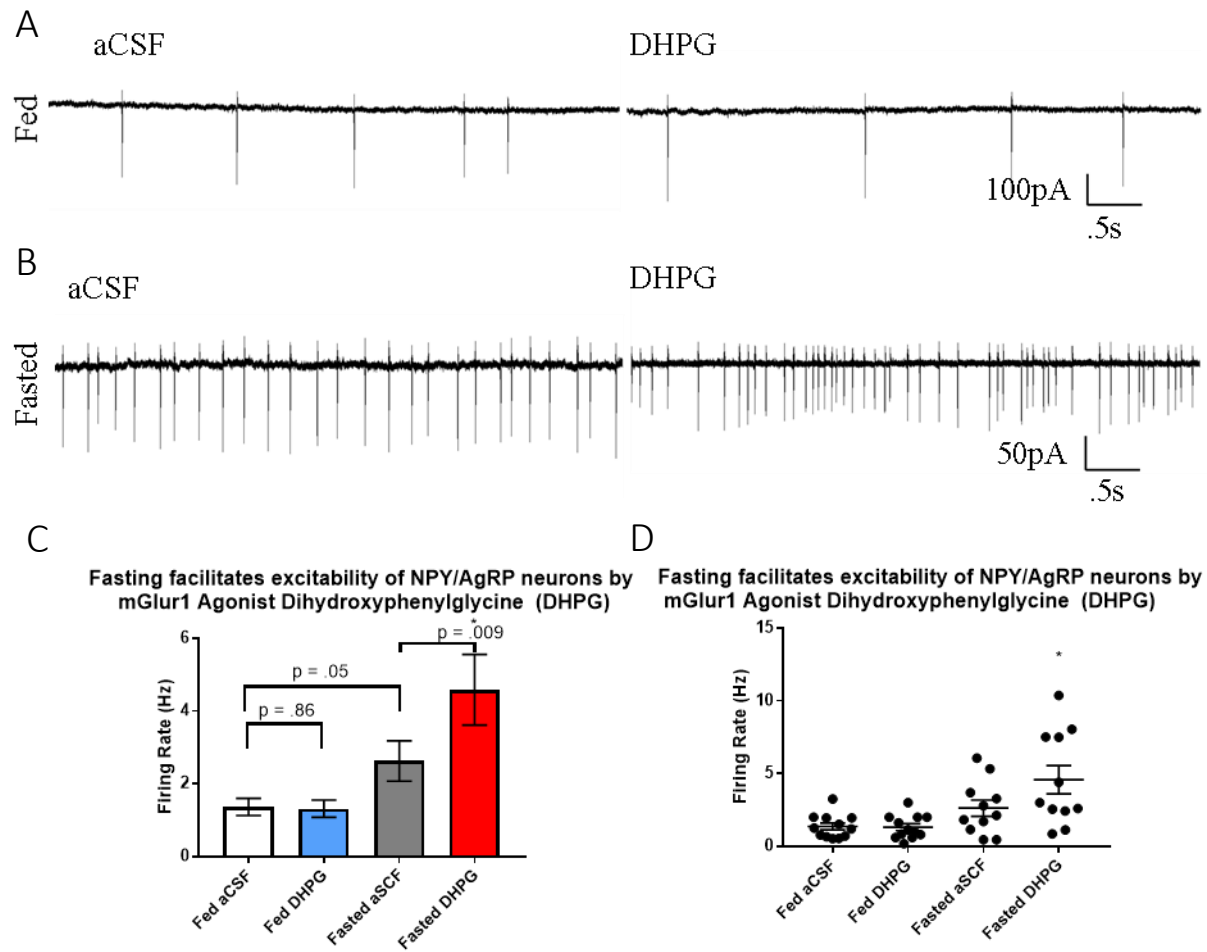 A
aCSF
DHPG
Fed
100pA
.5s
B
aCSF
DHPG
Fasted
50pA
.5s
C
Fasting facilitates excitability of NPY/AgRP neurons by
mGlur1 Agonist Dihydroxyphenylglycine (DHPG)
Firing Rate (Hz)
6
4
2
0
*
p = .009
p = .05
p = .86
Fed aCSF
Fed DHPG
Fasted aSCF
Fasted DHPG
D
Fasting facilitates excitability of NPY/AgRP neurons by
mGlur1 Agonist Dihydroxyphenylglycine (DHPG)
Firing Rate (Hz)
15
10
5
0
*
Fed aCSF
Fed DHPG
Fasted aSCF
Fasted DHPG